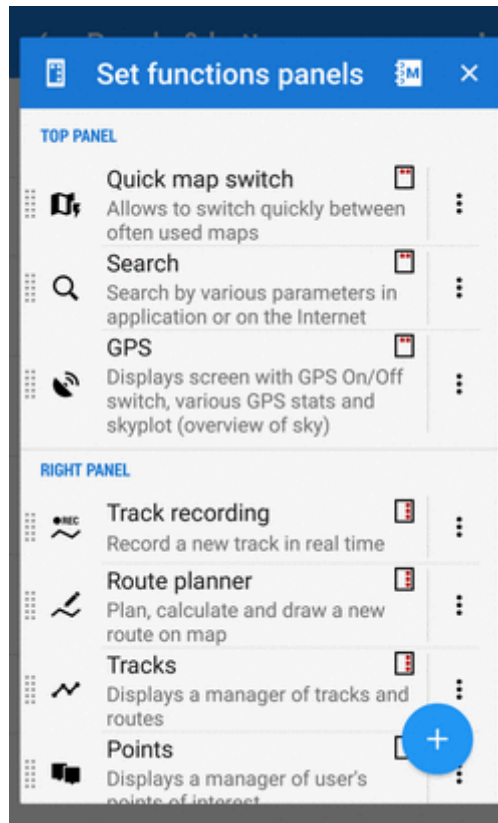 Set functions panels
M
TOP PANEL
Quick map switch
Allows to switch quickly between
often used maps
Search
Search by various parameters in
application or on the Internet
GPS
Displays screen with GPS On/Off
switch, various GPS stats and
skyplot (overview of sky)
RIGHT PANEL
REC
Track recording
Record a new track in real time
Route planner
Plan, calculate and draw a new
route on map
Tracks
Displays a manager of tracks and
routes
Points
Displays a manager of user's
points of interest